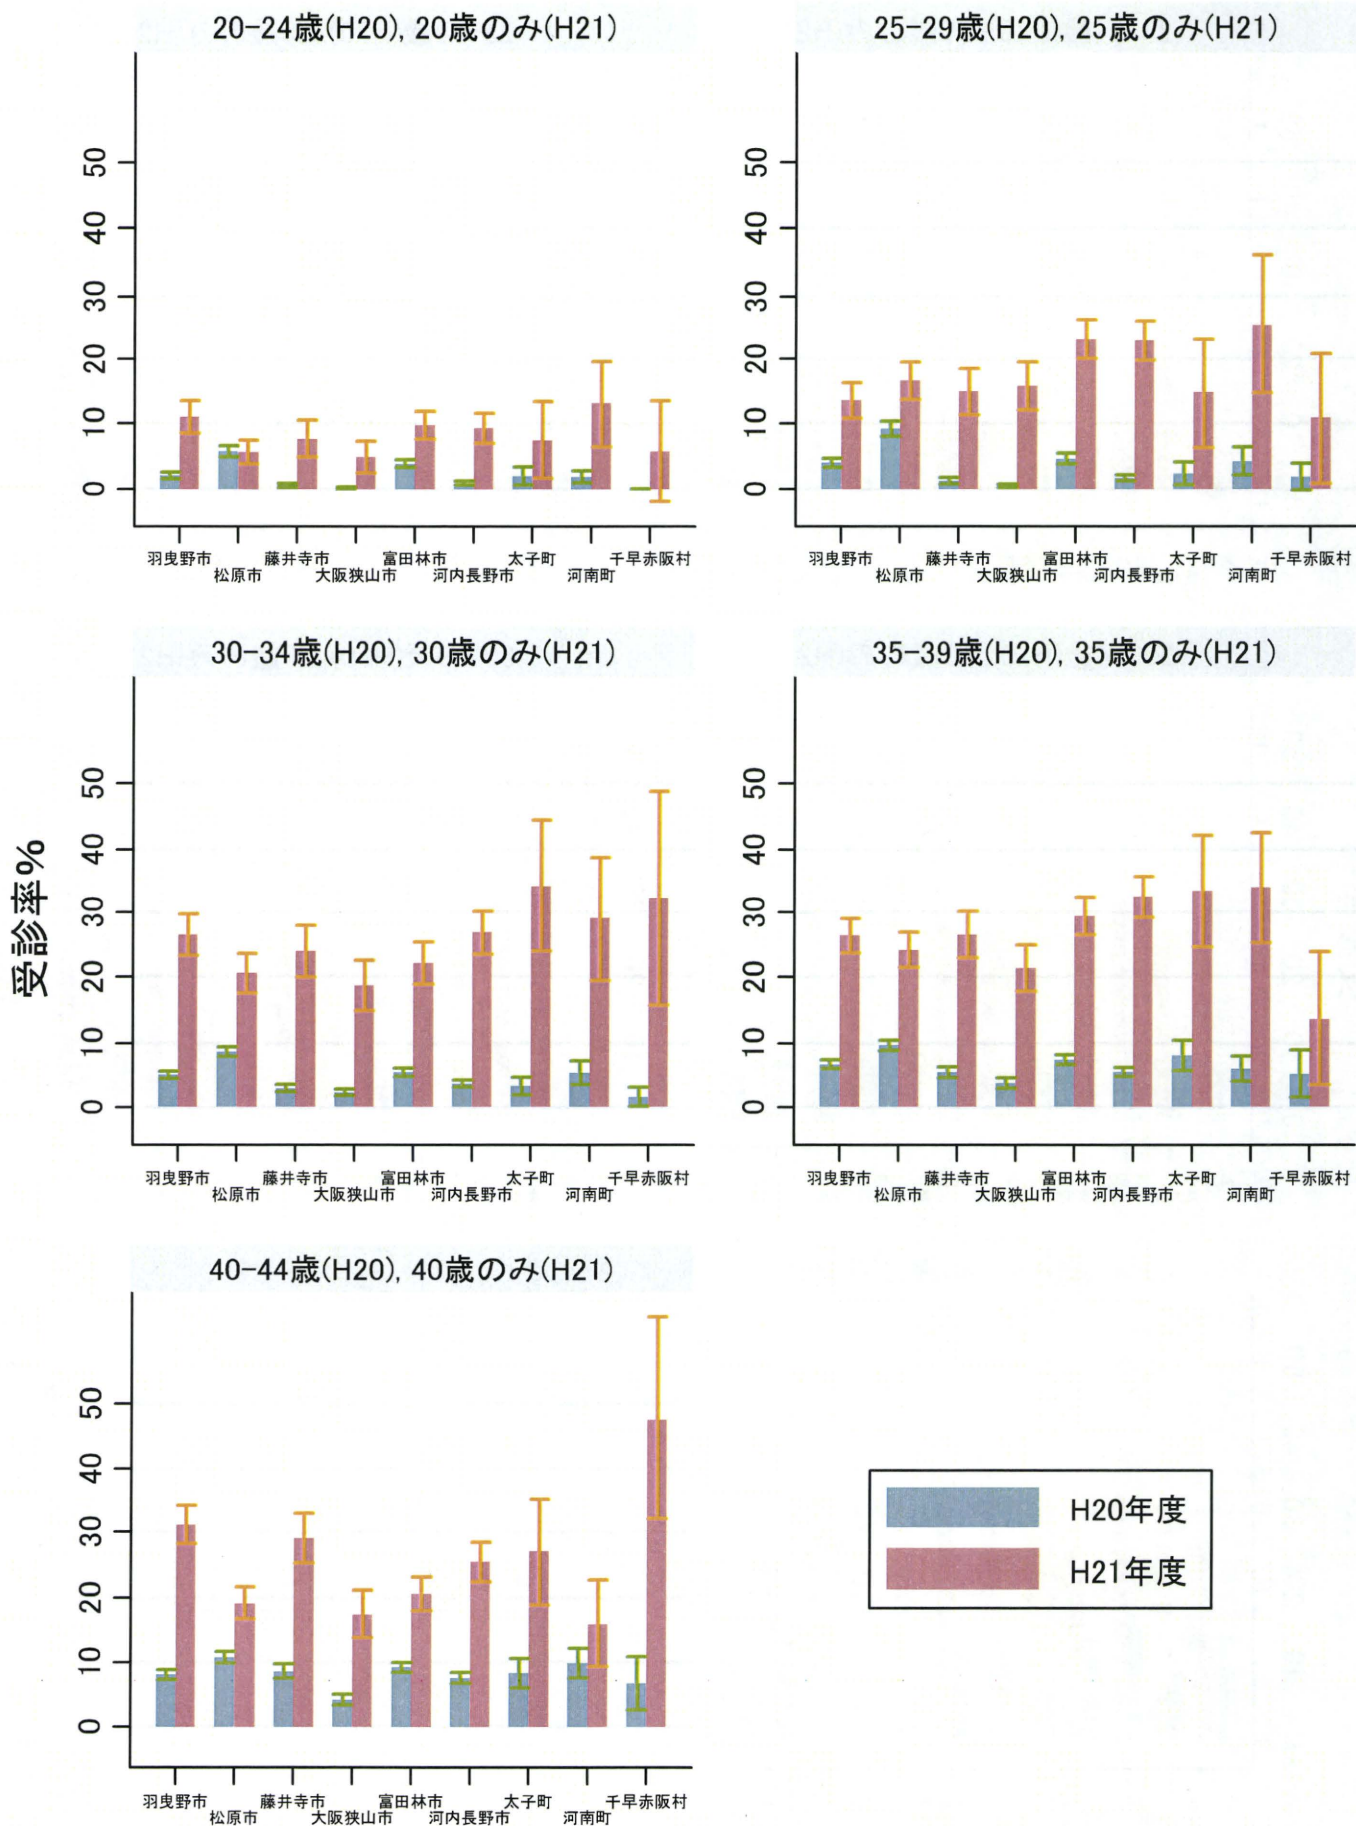 20-24歳(H20), 20歳のみ(H21)
50
40
30
20
10
0
羽曳野市 藤井寺市 富田林市 太子町 千早赤阪村
松原市 大阪狭山市 河内長野市 河南町
25-29歳(H20), 25歳のみ(H21)
50
40
30
20
10
0
羽曳野市 藤井寺市 富田林市 太子町 千早赤阪村
松原市 大阪狭山市 河内長野市 河南町
受診率%
30-34歳(H20), 30歳のみ(H21)
50
40
30
20
10
0
羽曳野市 藤井寺市 富田林市 太子町 千早赤阪村
松原市 大阪狭山市 河内長野市 河南町
35-39歳(H20), 35歳のみ(H21)
50
40
30
20
10
0
羽曳野市 藤井寺市 富田林市 太子町 千早赤阪村
松原市 大阪狭山市 河内長野市 河南町
40-44歳(H20), 40歳のみ(H21)
50
40
30
20
10
0
羽曳野市 藤井寺市 富田林市 太子町 千早赤阪村
松原市 大阪狭山市 河内長野市 河南町
H20年度
H21年度